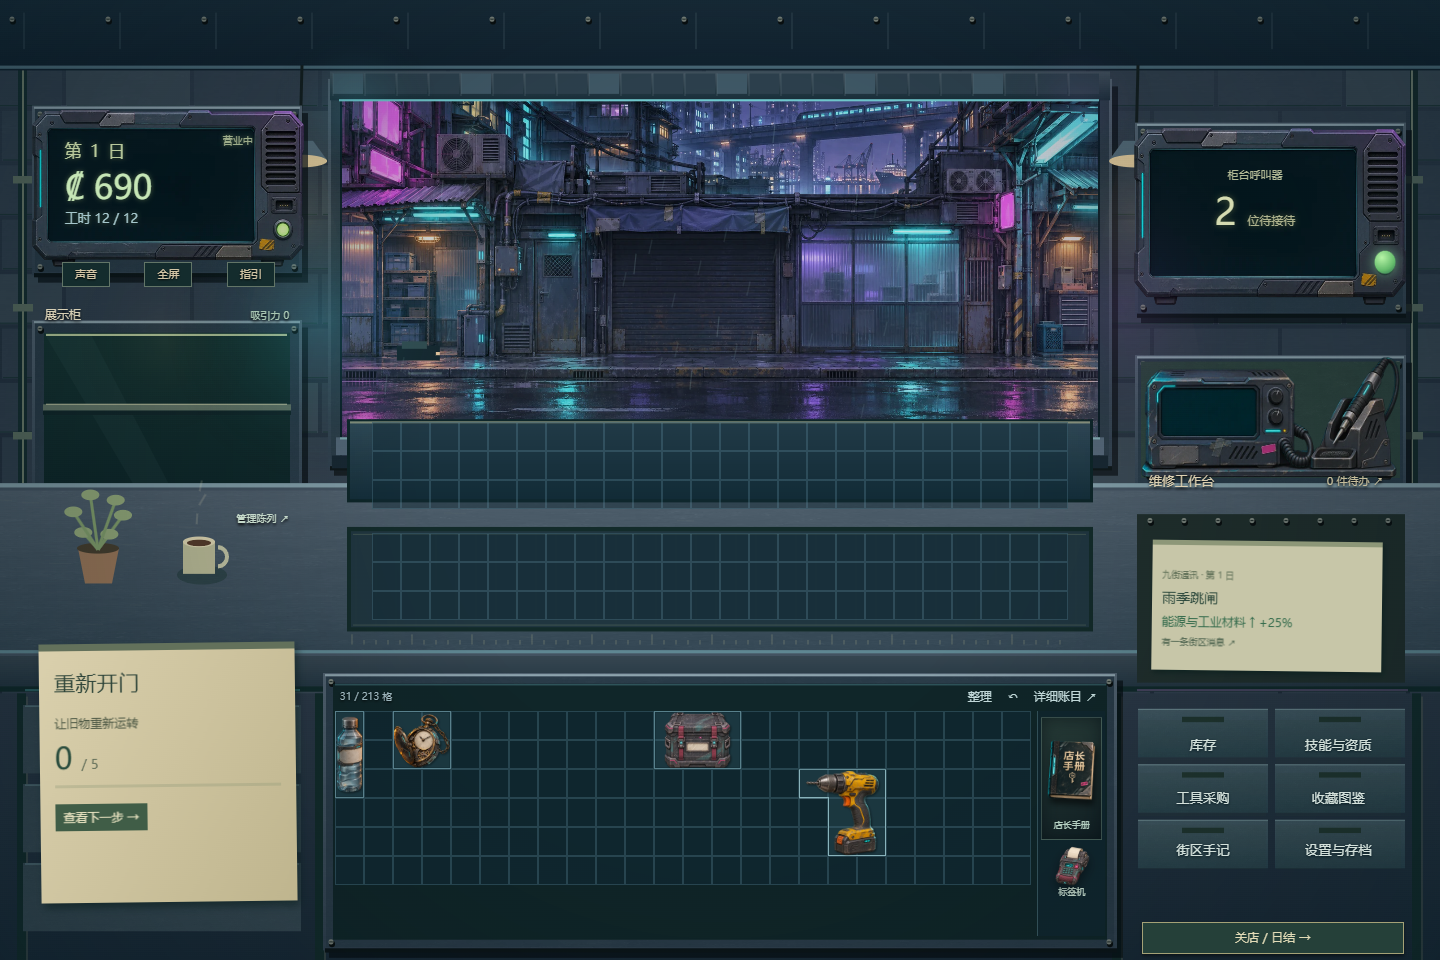 第 1 日
营业中
₡ 690
工时 12 / 12
声音
全屏
指引
展示柜
吸引力 0
管理陈列 ↗
柜台呼叫器
2 位待接待
维修工作台
0 件待办 ↗
九街通讯 · 第 1 日
雨季跳闸
能源与工业材料 ↑ +25%
有一条街区消息 ↗
重新开门
让旧物重新运转
0 / 5
查看下一步 →
31 / 213 格
整理
↶
详细账目 ↗
店长
手册
店长手册
标签机
库存
技能与资质
工具采购
收藏图鉴
街区手记
设置与存档
关店 / 日结 →